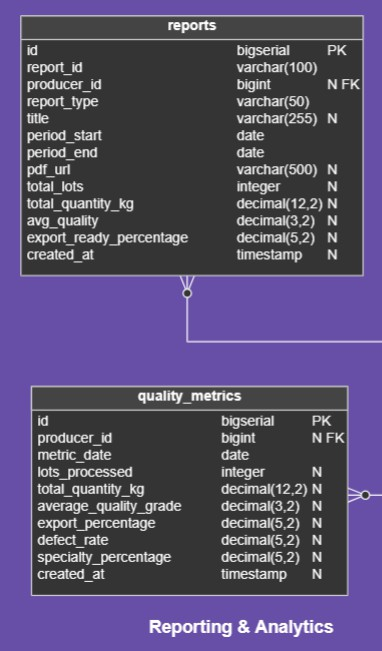 reports
id bigserial PK
report_id varchar(100)
producer_id bigint N FK
report_type varchar(50)
title varchar(255) N
period_start date
period_end date
pdf_url varchar(500) N
total_lots integer N
total_quantity_kg decimal(12,2) N
avg_quality decimal(3,2) N
export_ready_percentage decimal(5,2) N
created_at timestamp N
quality_metrics
id bigserial PK
producer_id bigint N FK
metric_date date
lots_processed integer N
total_quantity_kg decimal(12,2) N
average_quality_grade decimal(3,2) N
export_percentage decimal(5,2) N
defect_rate decimal(5,2) N
specialty_percentage decimal(5,2) N
created_at timestamp N
Reporting & Analytics